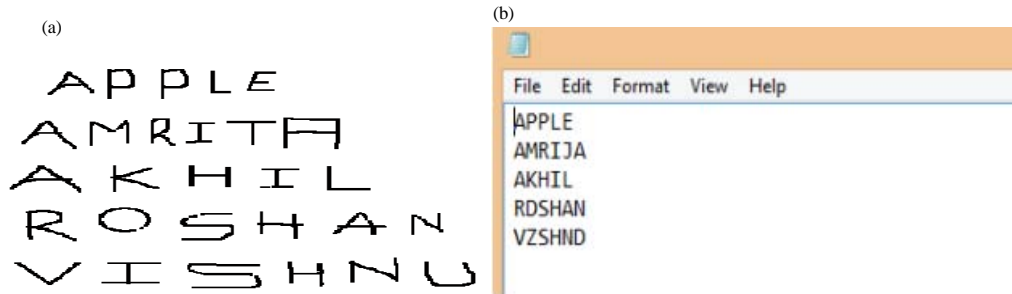 (a)
APPLE
AMRITA
AKHIL
ROSHAN
VISHNU
(b)
File Edit Format View Help
APPLE
AMRIJA
AKHIL
RDSHAN
VZSHND